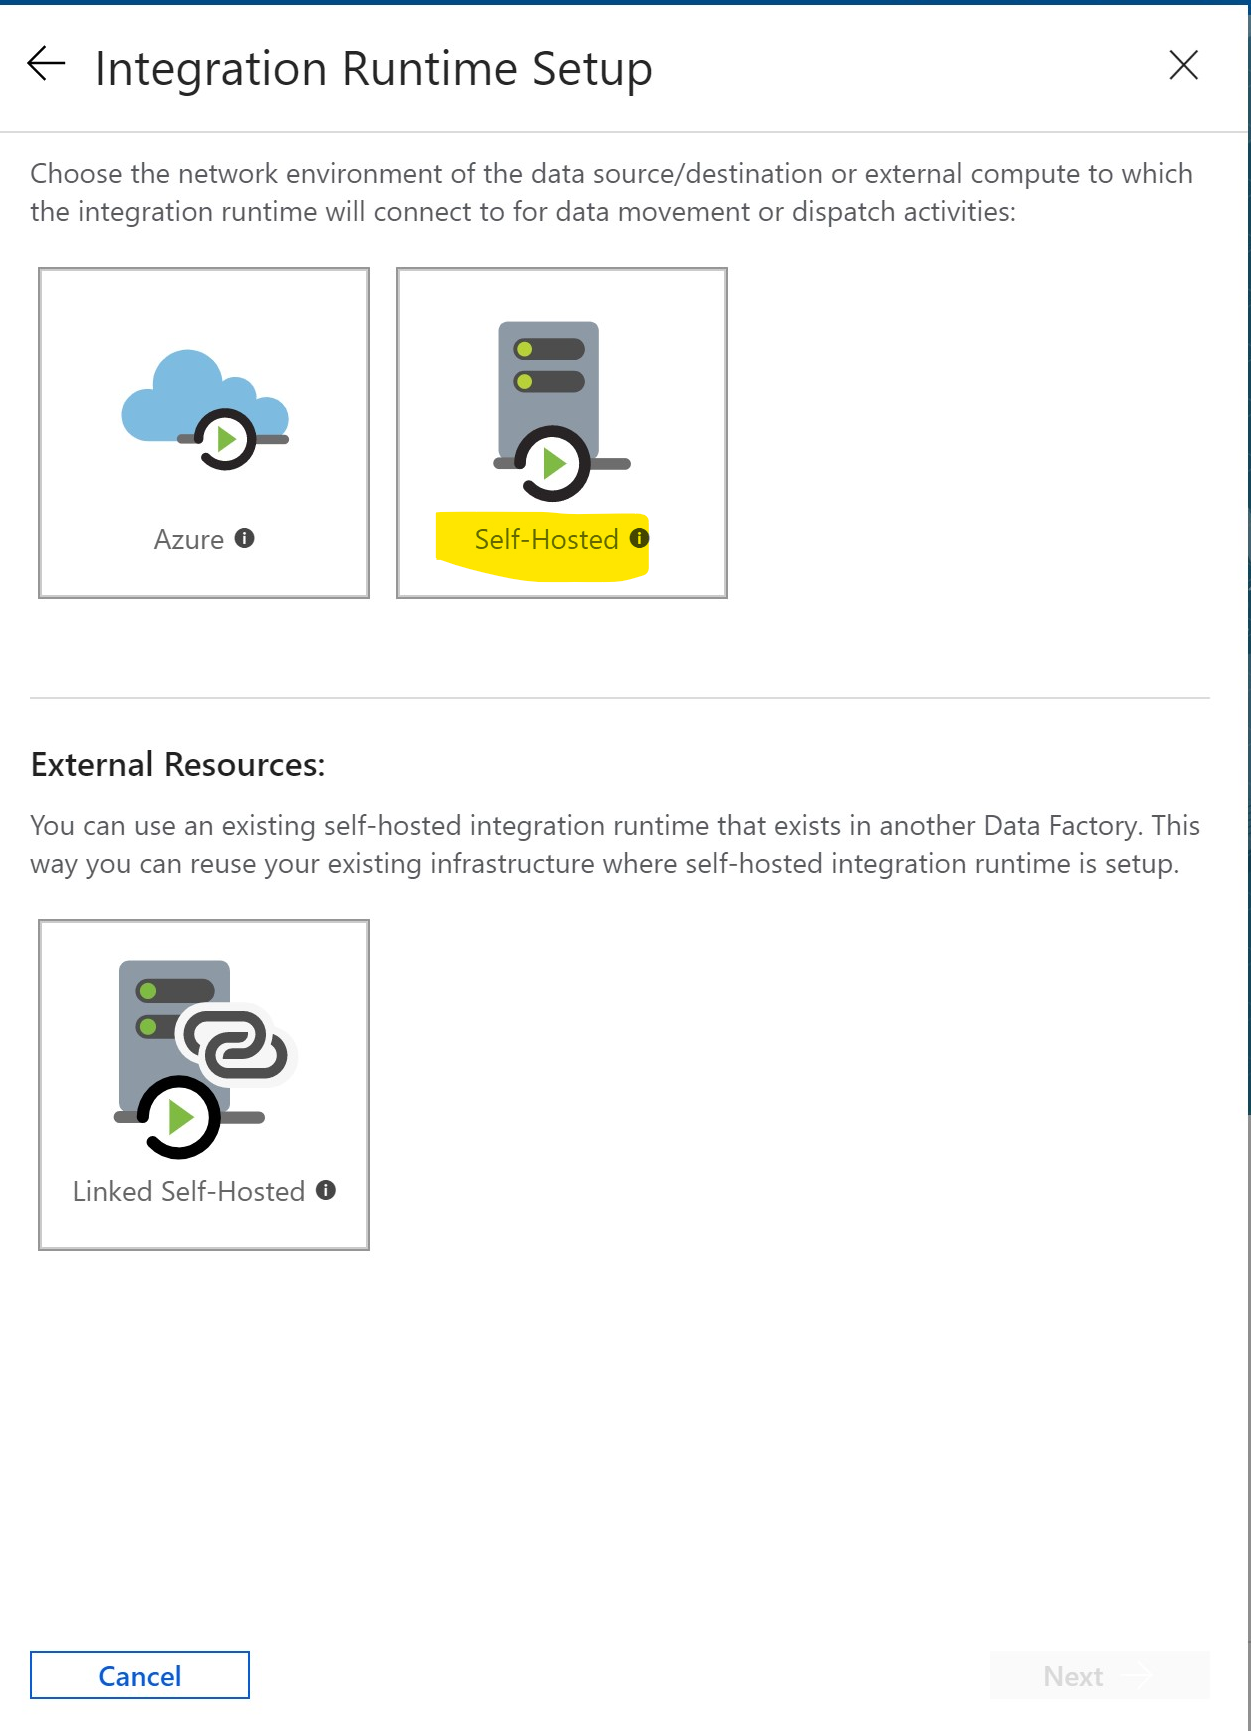 Integration Runtime Setup
Choose the network environment of the data source/destination or external compute to which
the integration runtime will connect to for data movement or dispatch activities:
Azure
Self-Hosted
External Resources:
You can use an existing self-hosted integration runtime that exists in another Data Factory. This
way you can reuse your existing infrastructure where self-hosted integration runtime is setup.
Linked Self-Hosted
Cancel
Next